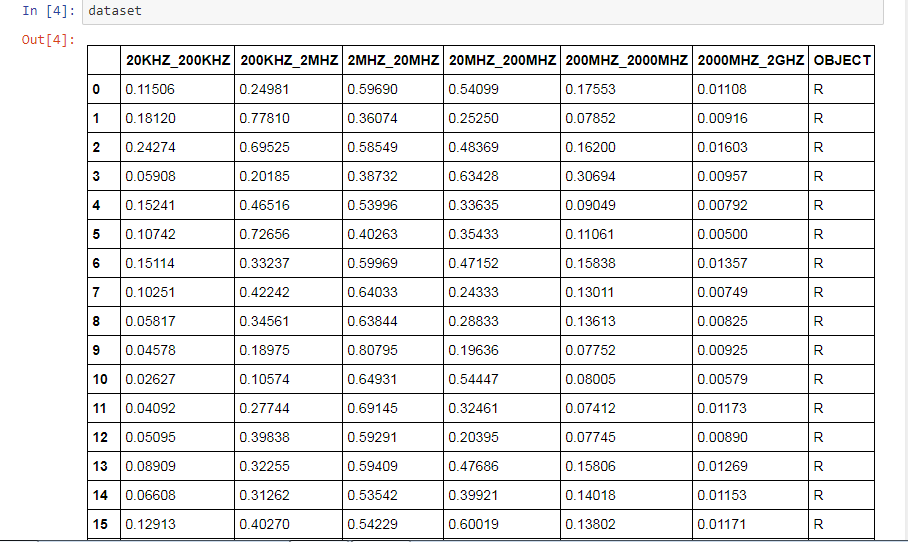 In [4]: dataset
Out[4]:
20KHZ_200KHZ 200KHZ_2MHZ 2MHZ_20MHZ 20MHZ_200MHZ 200MHZ_2000MHZ 2000MHZ_2GHZ OBJECT
0 0.11506 0.24981 0.59690 0.54099 0.17553 0.01108 R
1 0.18120 0.77810 0.36074 0.25250 0.07852 0.00916 R
2 0.24274 0.69525 0.58549 0.48369 0.16200 0.01603 R
3 0.05908 0.20185 0.38732 0.63428 0.30694 0.00957 R
4 0.15241 0.46516 0.53996 0.33635 0.09049 0.00792 R
5 0.10742 0.72656 0.40263 0.35433 0.11061 0.00500 R
6 0.15114 0.33237 0.59969 0.47152 0.15838 0.01357 R
7 0.10251 0.42242 0.64033 0.24333 0.13011 0.00749 R
8 0.05817 0.34561 0.63844 0.28833 0.13613 0.00825 R
9 0.04578 0.18975 0.80795 0.19636 0.07752 0.00925 R
10 0.02627 0.10574 0.64931 0.54447 0.08005 0.00579 R
11 0.04092 0.27744 0.69145 0.32461 0.07412 0.01173 R
12 0.05095 0.39838 0.59291 0.20395 0.07745 0.00890 R
13 0.08909 0.32255 0.59409 0.47686 0.15806 0.01269 R
14 0.06608 0.31262 0.53542 0.39921 0.14018 0.01153 R
15 0.12913 0.40270 0.54229 0.60019 0.13802 0.01171 R